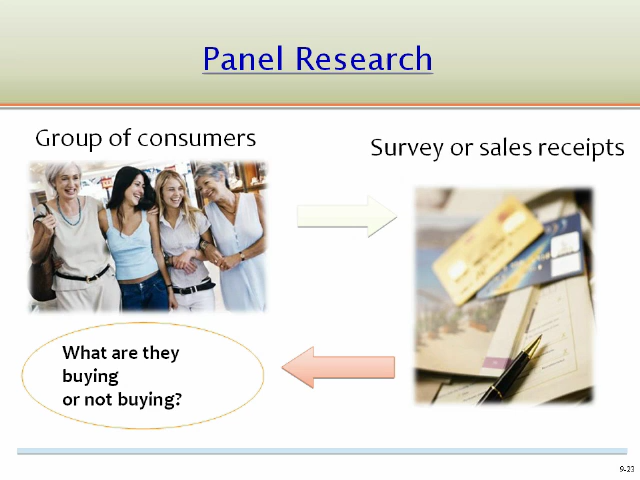 Panel Research
Group of consumers
Survey or sales receipts
What are they
buying
or not buying?
9-23